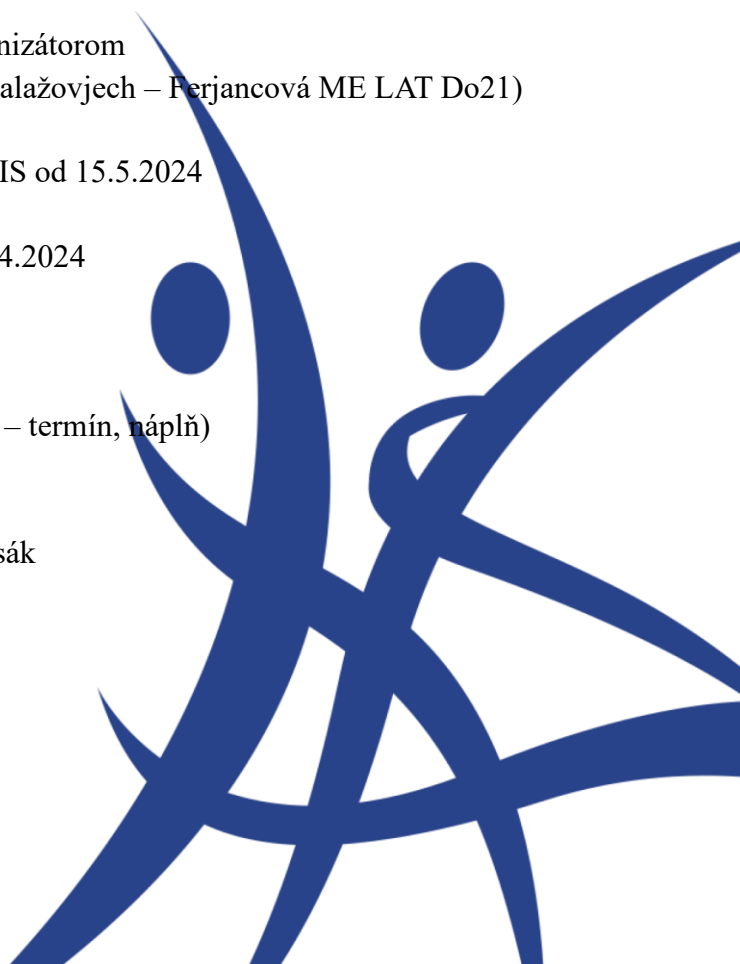 nizátorom
alažovjech – Ferjancová ME LAT Do21)
IS od 15.5.2024
4.2024
– termín, náplň)
sák